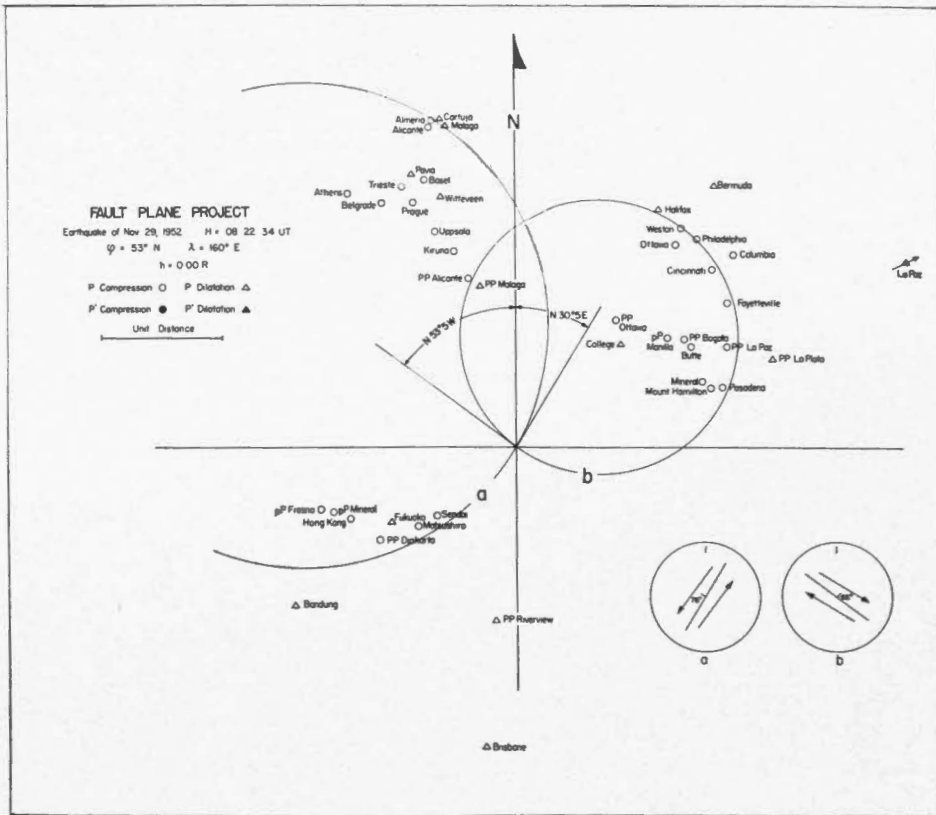 N
Almeria
Cartuja
Alicante
Malaga
Pavia
Basel
Trieste
Athens
Witteveen
Belgrade
Prague
Uppsala
Kiruna
PP Alicante
PP Malaga
FAULT PLANE PROJECT
Earthquake of Nov 29, 1952 H = 08 22 34 UT
φ = 53° N λ = 160° E
h = 0.00 R
P Compression P Dilatation
P' Compression P' Dilatation
Unit Distance
Bermuda
Halifax
Weston
Philadelphia
Ottawa
Columbia
Cincinnati
La Paz
Fayetteville
N 53°5W
N 30°5E
PP
Ottawa
College
pP
Manilla
PP Bogota
Butte
PP La Paz
PP La Plata
Mineral
Mount Hamilton
Pasadena
a
b
pP Fresno
pP Mineral
Hong Kong
Fukuoka
Sendai
Matsushiro
PP Djakarta
Bandung
PP Riverview
Brisbane
a
b